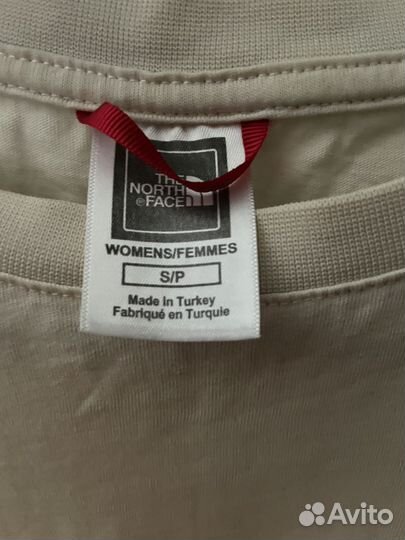 THE
NORTH
FACE
WOMENS/FEMMES
S/P
Made in Turkey
Fabriqué en Turquie
Avito